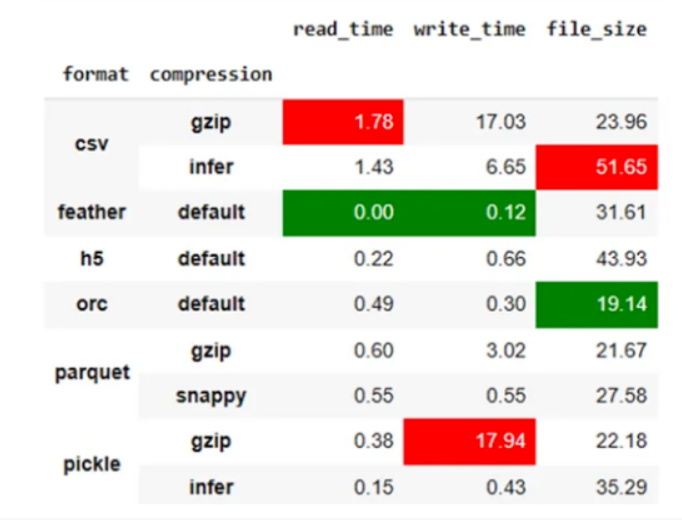 read_time write_time file_size
format compression
csv gzip 1.78 17.03 23.96
infer 1.43 6.65 51.65
feather default 0.00 0.12 31.61
h5 default 0.22 0.66 43.93
orc default 0.49 0.30 19.14
parquet gzip 0.60 3.02 21.67
snappy 0.55 0.55 27.58
pickle gzip 0.38 17.94 22.18
infer 0.15 0.43 35.29